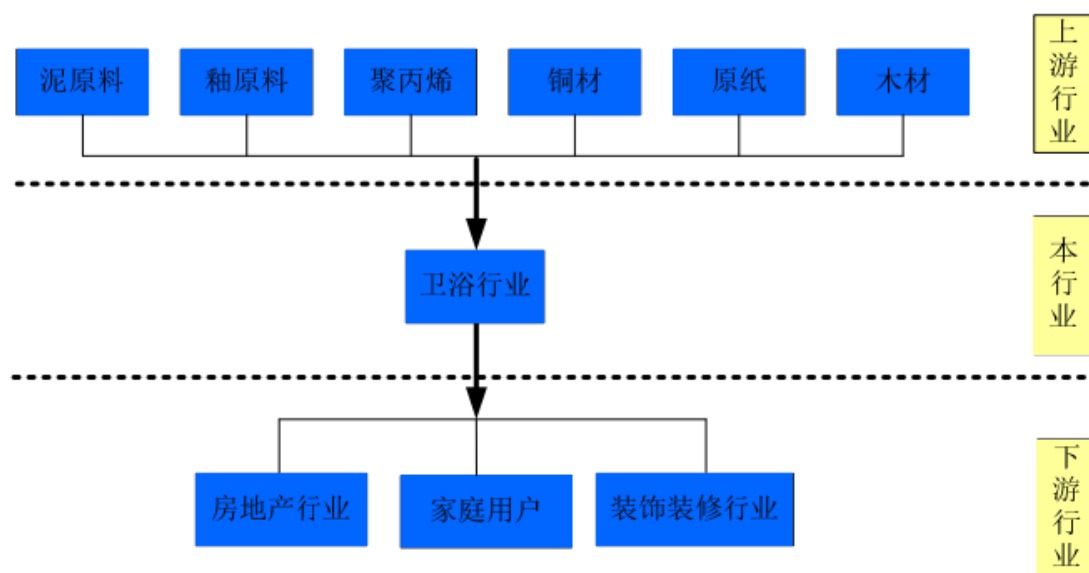 泥原料
釉原料
聚丙烯
铜材
原纸
木材
上游行业
卫浴行业
本行业
房地产行业
家庭用户
装饰装修行业
下游行业